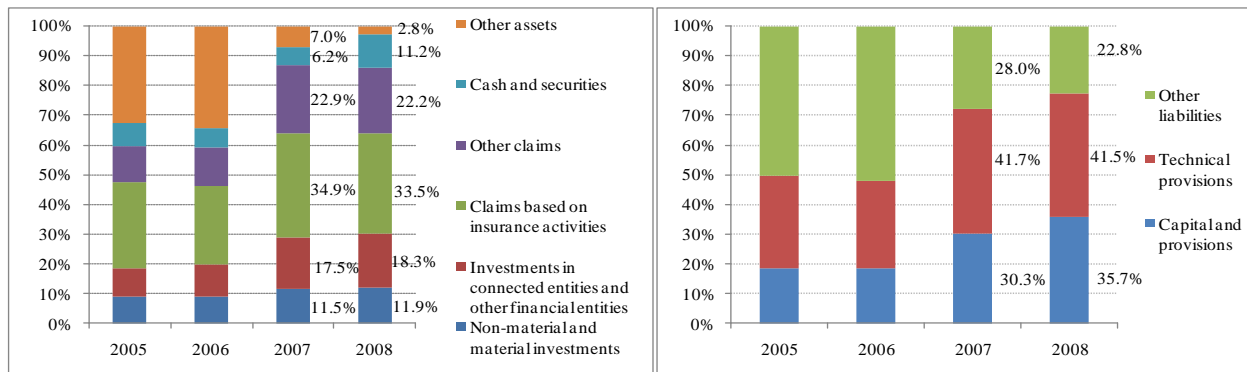 100%
90%
80%
70%
60%
50%
40%
30%
20%
10%
0%
2005 2006 2007 2008
7.0%
6.2%
22.9%
34.9%
17.5%
11.5%
2.8%
11.2%
22.2%
33.5%
18.3%
11.9%
Other assets
Cash and securities
Other claims
Claims based on
insurance activities
Investments in
connected entities and
other financial entities
Non-material and
material investments
100%
90%
80%
70%
60%
50%
40%
30%
20%
10%
0%
2005 2006 2007 2008
28.0%
41.7%
30.3%
22.8%
41.5%
35.7%
Other
liabilities
Technical
provisions
Capital and
provisions